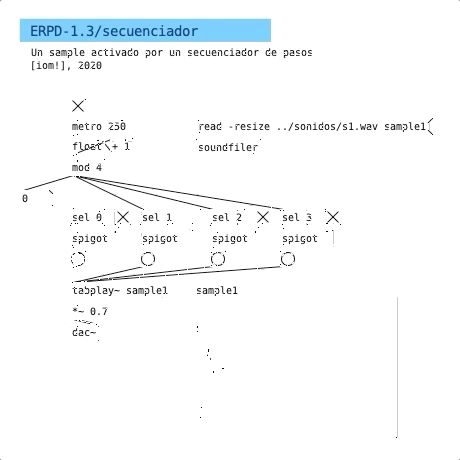 ERPD-1.3/secuenciador
Un sample activado por un secuenciador de pasos
[iom!], 2020
metro 250
read -resize ../sonidos/s1.wav sample1
float
+ 1
soundfiler
mod 4
0
sel 0
sel 1
sel 2
sel 3
spigot
spigot
spigot
spigot
tabplay~ sample1
sample1
*~ 0.7
dac~